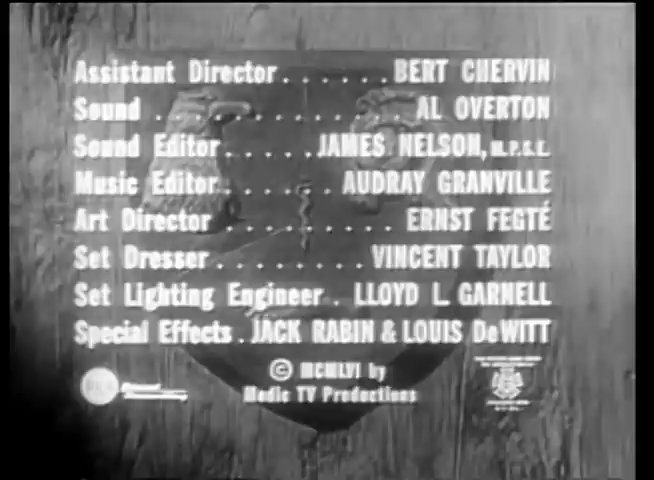 Assistant Director . . . . . . BERT CHERVIN
Sound . . . . . . . . . . . . AL OVERTON
Sound Editor . . . . . JAMES NELSON, M.P.S.E.
Music Editor . . . . . . AUDRAY GRANVILLE
Art Director . . . . . . . . . ERNST FEGTÉ
Set Dresser . . . . . . . . VINCENT TAYLOR
Set Lighting Engineer . LLOYD L. GARNELL
Special Effects . JACK RABIN & LOUIS DeWITT
© MCMLVI by
Medic TV Productions
RCA Sound